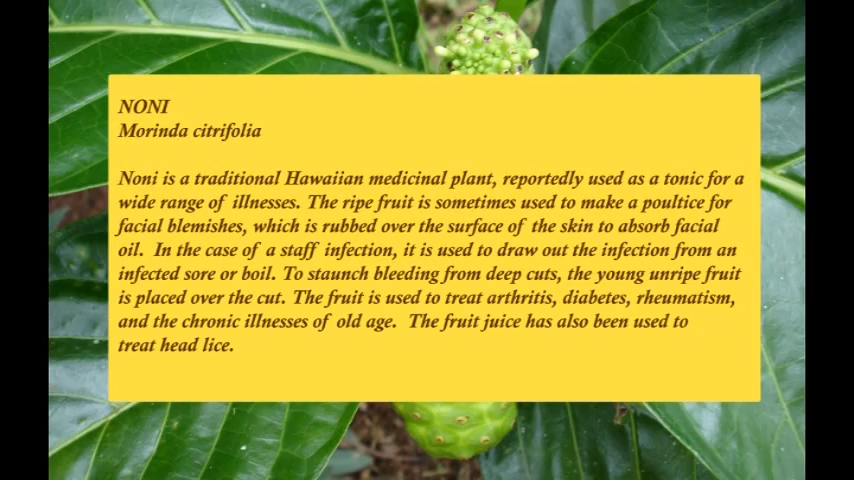 NONI
Morinda citrifolia
Noni is a traditional Hawaiian medicinal plant, reportedly used as a tonic for a
wide range of illnesses. The ripe fruit is sometimes used to make a poultice for
facial blemishes, which is rubbed over the surface of the skin to absorb facial
oil. In the case of a staff infection, it is used to draw out the infection from an
infected sore or boil. To staunch bleeding from deep cuts, the young unripe fruit
is placed over the cut. The fruit is used to treat arthritis, diabetes, rheumatism,
and the chronic illnesses of old age. The fruit juice has also been used to
treat head lice.